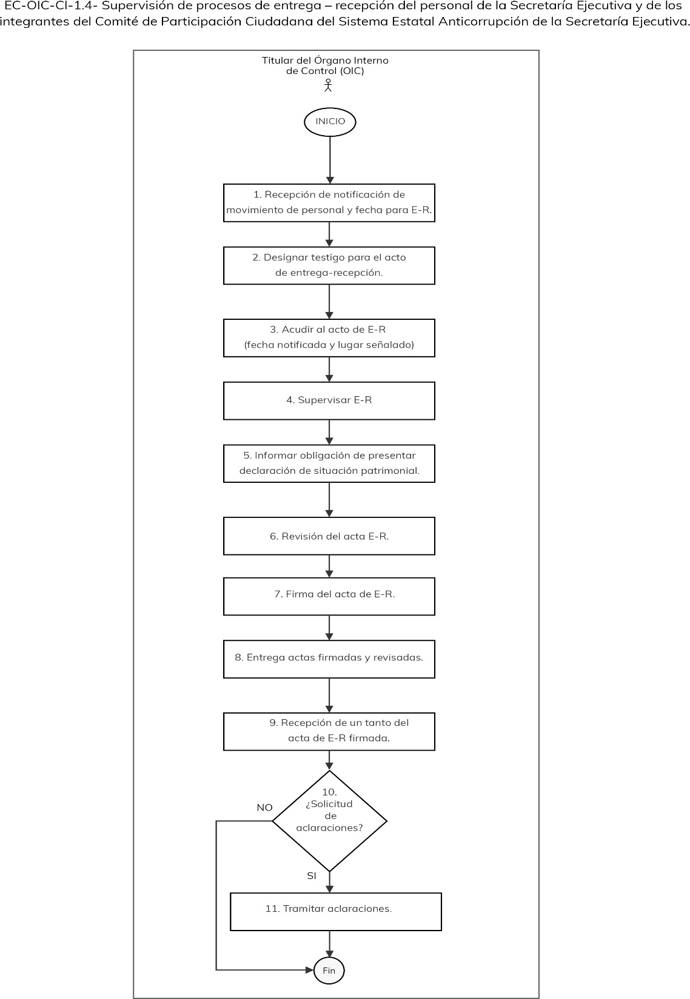 EC-OIC-CI-1.4- Supervisión de procesos de entrega – recepción del personal de la Secretaría Ejecutiva y de los
integrantes del Comité de Participación Ciudadana del Sistema Estatal Anticorrupción de la Secretaría Ejecutiva.
Titular del Órgano Interno
de Control (OIC)
INICIO
1. Recepción de notificación de
movimiento de personal y fecha para E-R.
2. Designar testigo para el acto
de entrega-recepción.
3. Acudir al acto de E-R
(fecha notificada y lugar señalado)
4. Supervisar E-R
5. Informar obligación de presentar
declaración de situación patrimonial.
6. Revisión del acta E-R.
7. Firma del acta de E-R.
8. Entrega actas firmadas y revisadas.
9. Recepción de un tanto del
acta de E-R firmada.
10.
¿Solicitud
de
aclaraciones?
NO
SI
11. Tramitar aclaraciones.
Fin